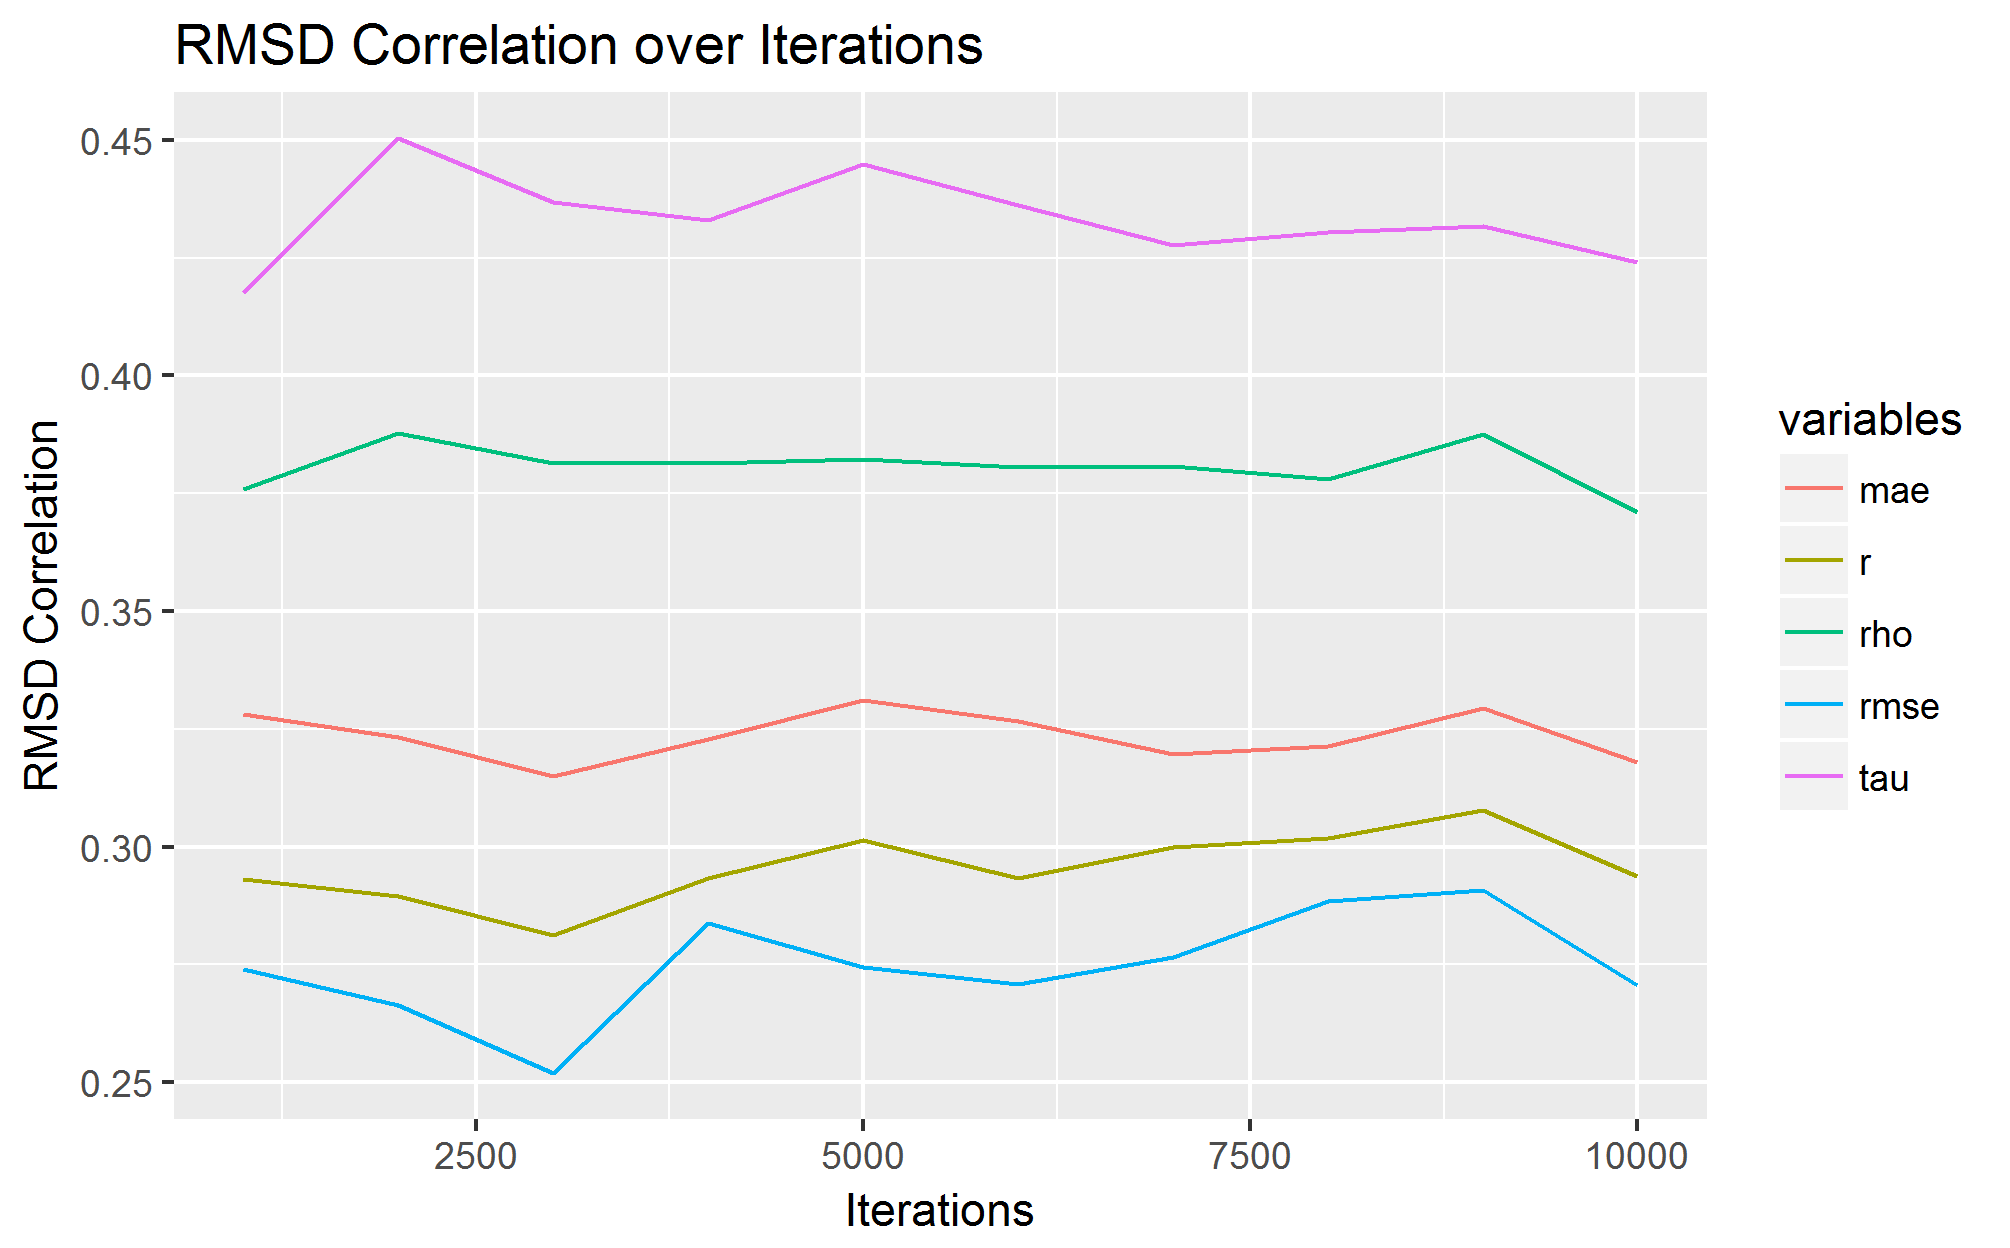 RMSD Correlation over Iterations
RMSD Correlation
0.45
0.40
0.35
0.30
0.25
2500
5000
7500
10000
Iterations
variables
mae
r
rho
rmse
tau